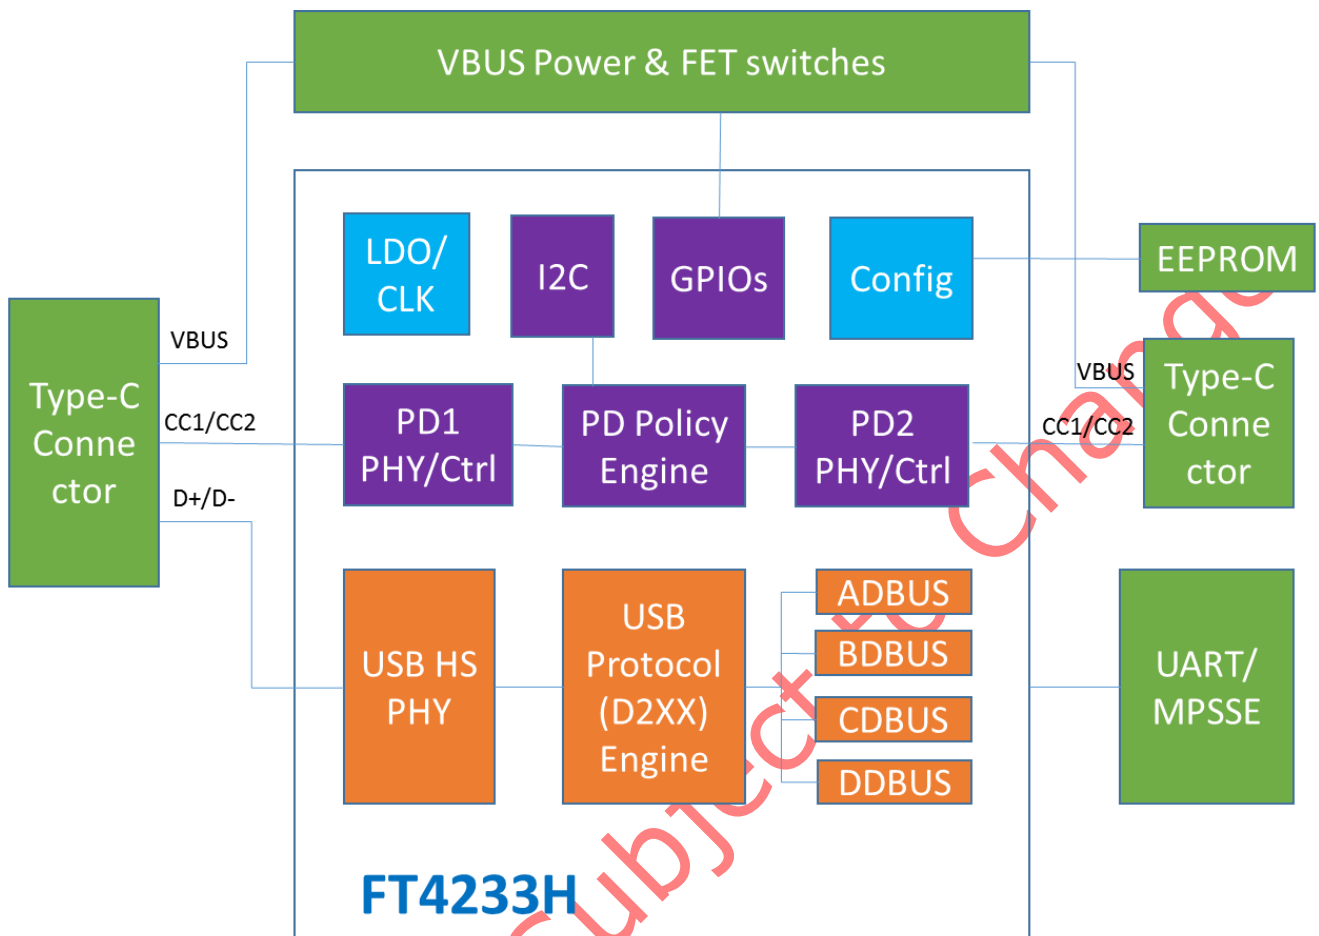 VBUS Power & FET switches
LDO/
CLK
I2C
GPIOs
Config
EEPROM
VBUS
Type-C
Conne
ctor
CC1/CC2
D+/D-
PD1
PHY/Ctrl
PD Policy
Engine
PD2
PHY/Ctrl
VBUS
CC1/CC2
Type-C
Conne
ctor
USB HS
PHY
USB
Protocol
(D2XX)
Engine
ADBUS
BDBUS
CDBUS
DDBUS
UART/
MPSSE
FT4233H
Subject to Change